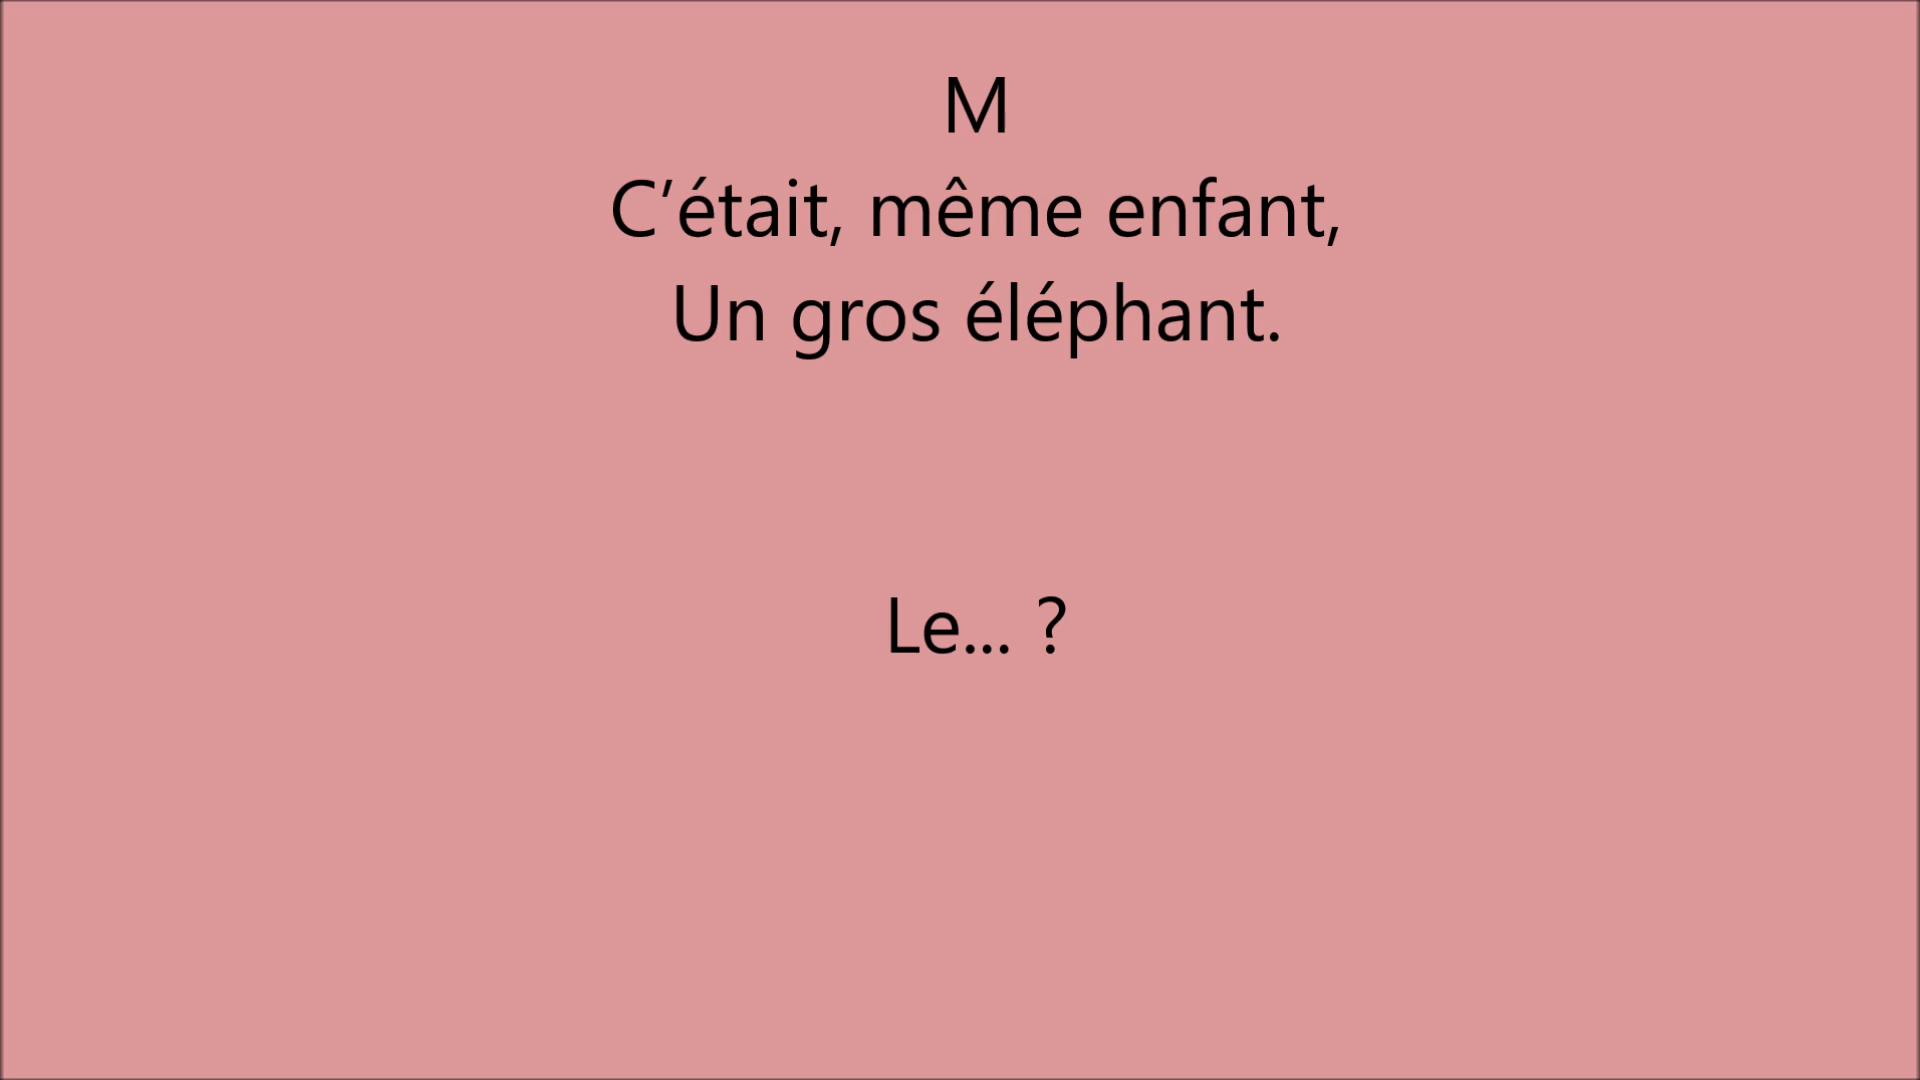 M
C’était, même enfant,
Un gros éléphant.
Le... ?